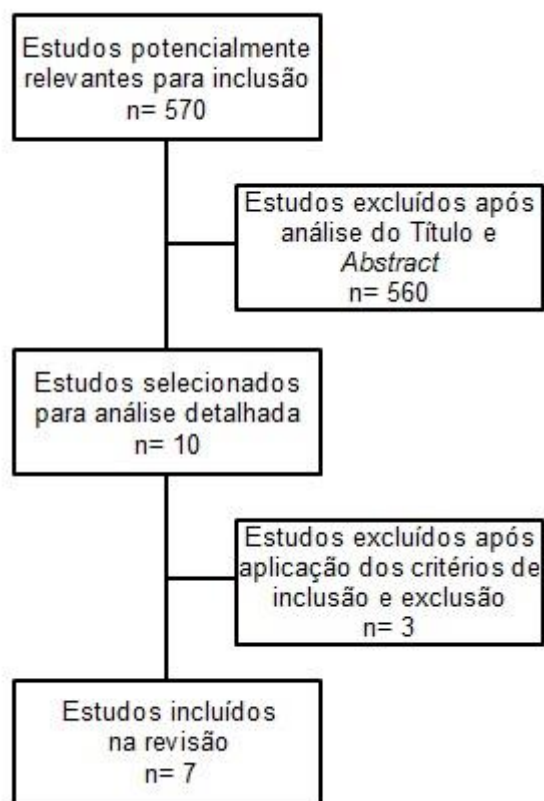 Estudos potencialmente
relevantes para inclusão
n= 570
Estudos excluídos após
análise do Título e
Abstract
n= 560
Estudos selecionados
para análise detalhada
n= 10
Estudos excluídos após
aplicação dos critérios de
inclusão e exclusão
n= 3
Estudos incluídos
na revisão
n= 7